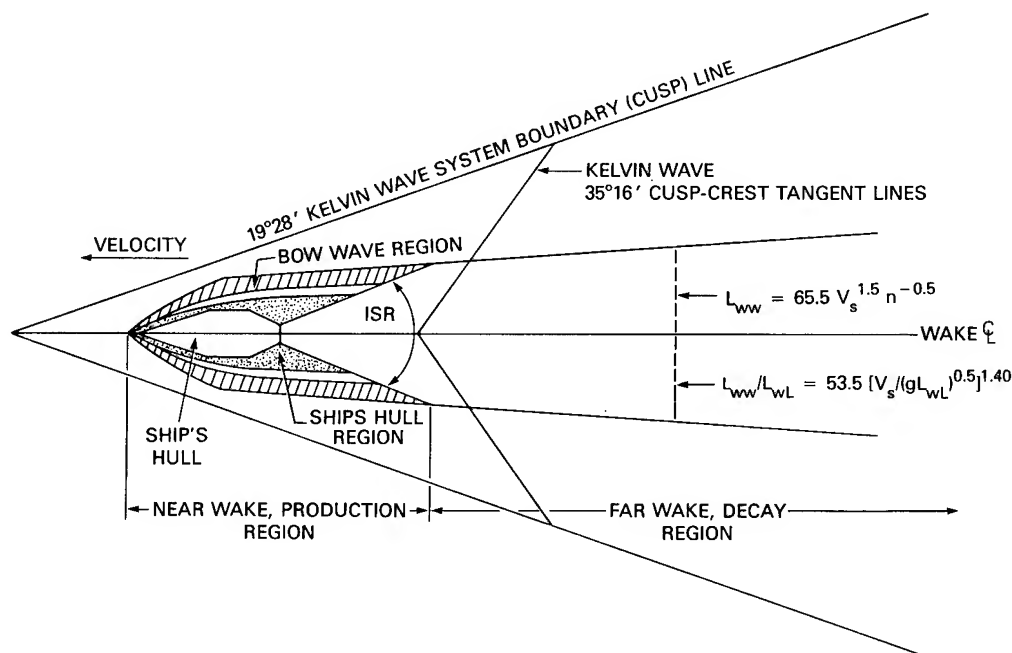 19°28′ KELVIN WAVE SYSTEM BOUNDARY (CUSP) LINE
KELVIN WAVE
35°16′ CUSP-CREST TANGENT LINES
VELOCITY
BOW WAVE REGION
ISR
L_ww = 65.5 V_s^1.5 n^-0.5
WAKE ℄
L_ww/L_wL = 53.5 [V_s/(gL_wL)^0.5]^1.40
SHIP'S
HULL
SHIPS HULL
REGION
NEAR WAKE, PRODUCTION
REGION
FAR WAKE, DECAY
REGION